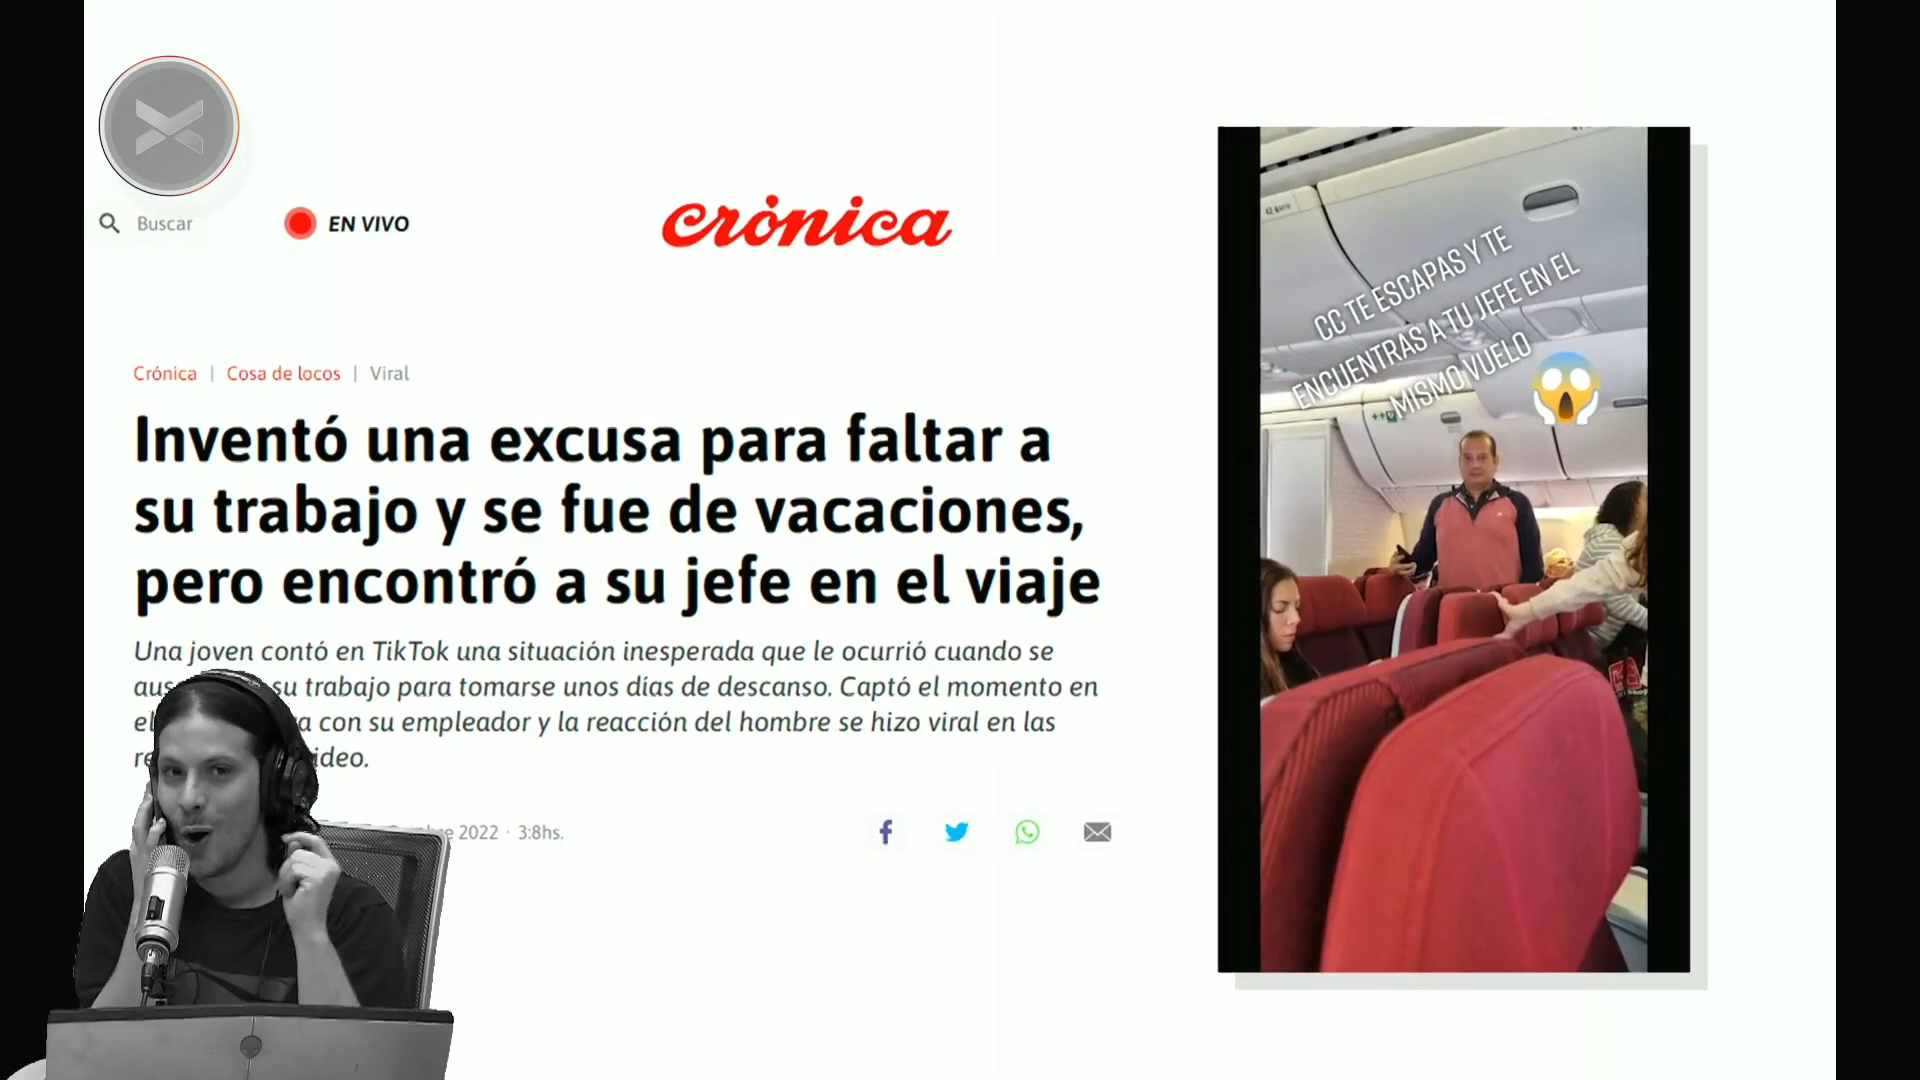 Buscar
EN VIVO
crónica
Crónica | Cosa de locos | Viral
Inventó una excusa para faltar a
su trabajo y se fue de vacaciones,
pero encontró a su jefe en el viaje
Una joven contó en TikTok una situación inesperada que le ocurrió cuando se
su trabajo para tomarse unos días de descanso. Captó el momento en
con su empleador y la reacción del hombre se hizo viral en las
2022 · 3:8hs.
CC TE ESCAPAS Y TE
ENCUENTRAS A TU JEFE EN EL
MISMO VUELO